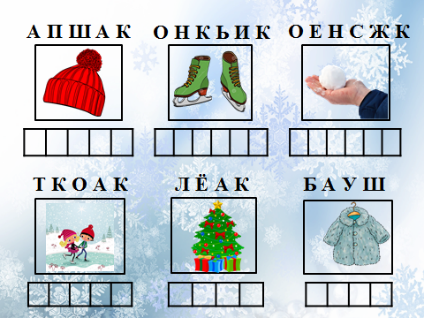 А П Ш А К О Н К Ь И К О Е Н С Ж К
Т К О А К Л Ё А К Б А У Ш